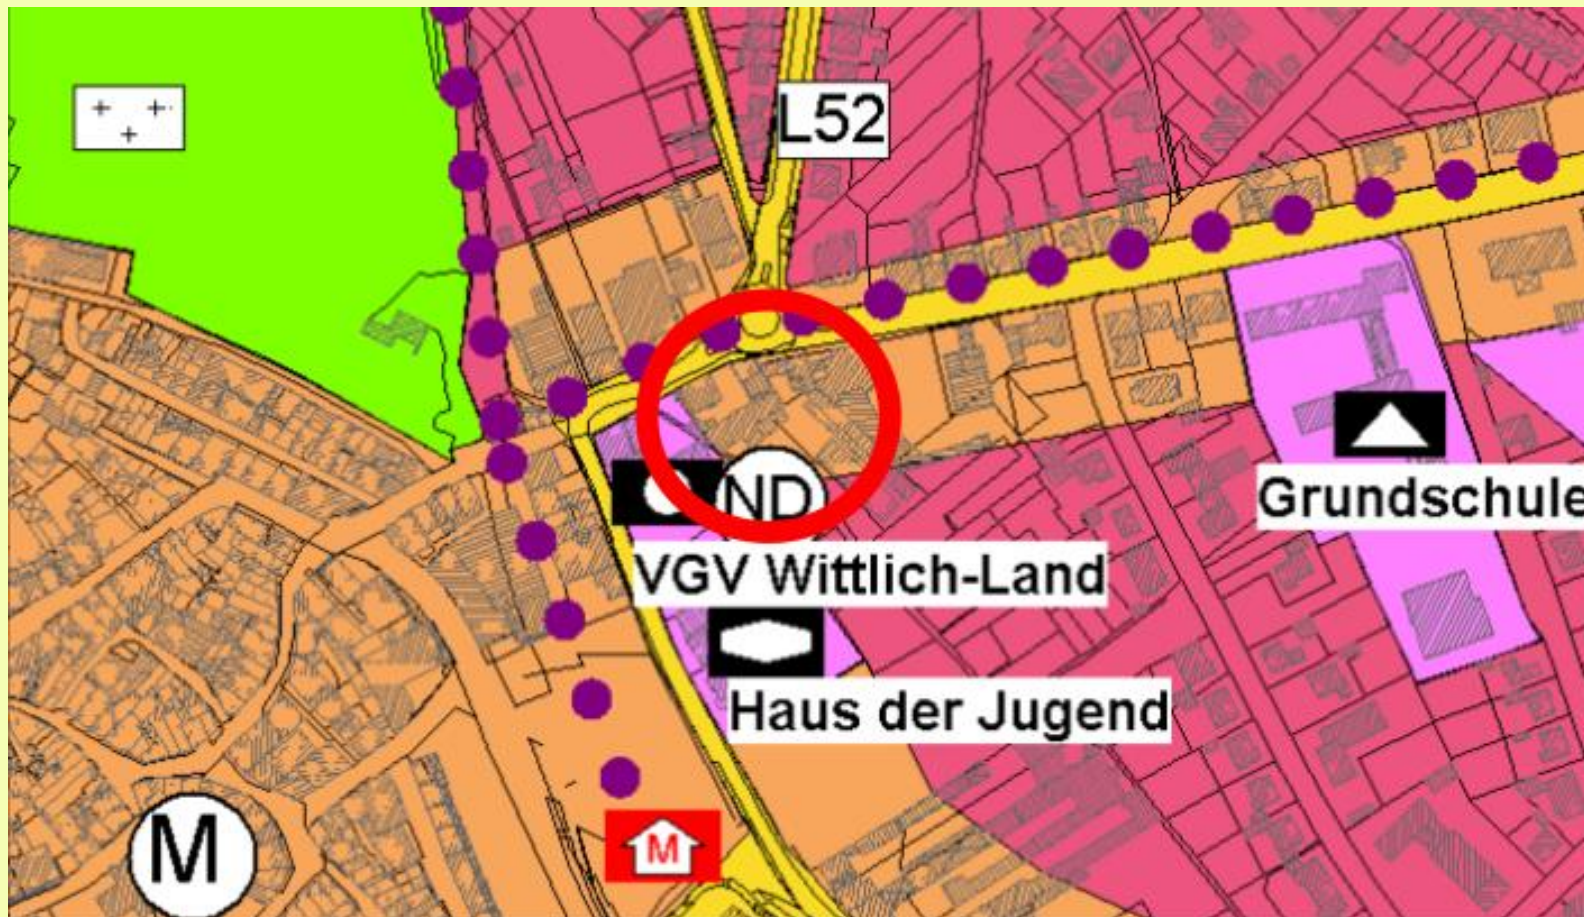 L52
Grundschule
ND
VGV Wittlich-Land
Haus der Jugend
M
M